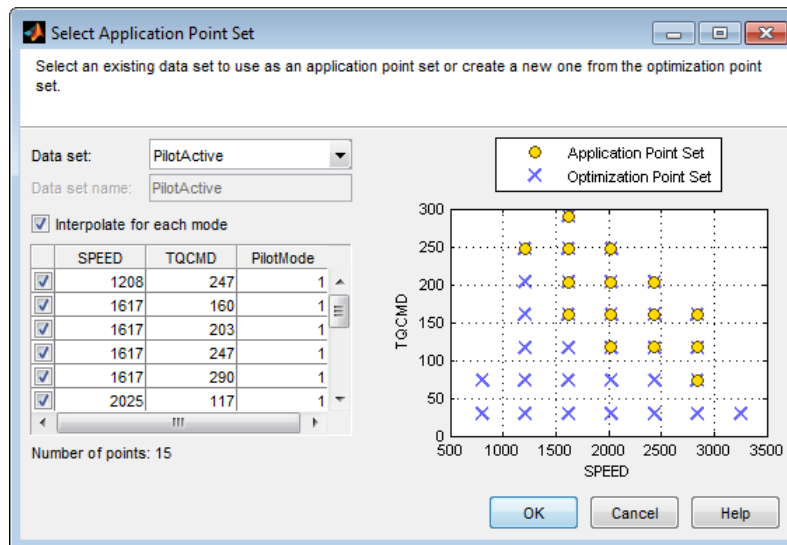 Select Application Point Set
Select an existing data set to use as an application point set or create a new one from the optimization point
set.
Data set: PilotActive
Data set name: PilotActive
Interpolate for each mode
SPEED TQCMD PilotMode
1208 247 1
1617 160 1
1617 203 1
1617 247 1
1617 290 1
2025 117 1
Number of points: 15
Application Point Set
Optimization Point Set
300
250
200
150
100
50
0
TQCMD
500 1000 1500 2000 2500 3000 3500
SPEED
OK Cancel Help